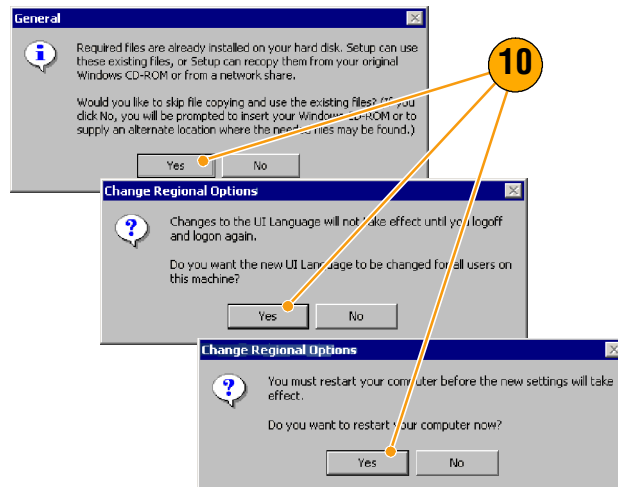 General
Required files are already installed on your hard disk. Setup can use
these existing files, or Setup can recopy them from your original
Windows CD-ROM or from a network share.
Would you like to skip file copying and use the existing files? (If you
click No, you will be prompted to insert your Windows CD-ROM or to
supply an alternate location where the needed files may be found.)
Yes No
10
Change Regional Options
Changes to the UI Language will not take effect until you logoff
and logon again.
Do you want the new UI Language to be changed for all users on
this machine?
Yes No
Change Regional Options
You must restart your computer before the new settings will take
effect.
Do you want to restart your computer now?
Yes No